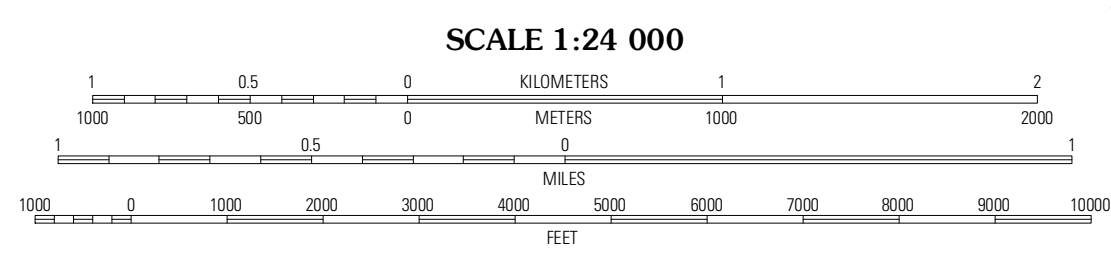 SCALE 1:24 000
1 0.5 0 KILOMETERS 1 2
1000 500 0 METERS 1000 2000
1 0.5 0 1
MILES
1000 0 1000 2000 3000 4000 5000 6000 7000 8000 9000 10000
FEET